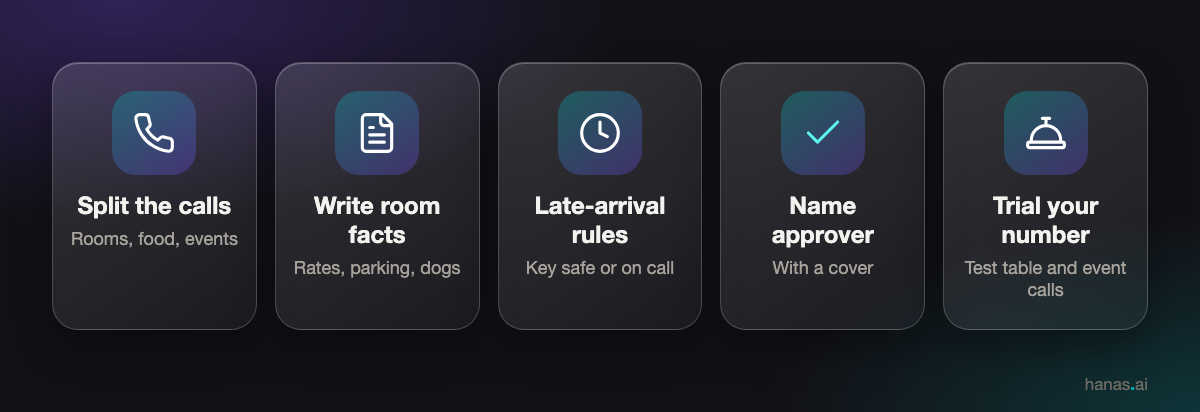 Split the calls
Rooms, food, events
Write room
facts
Rates, parking, dogs
Late-arrival
rules
Key safe or on call
Name
approver
With a cover
Trial your
number
Test table and event
calls
hanas.ai